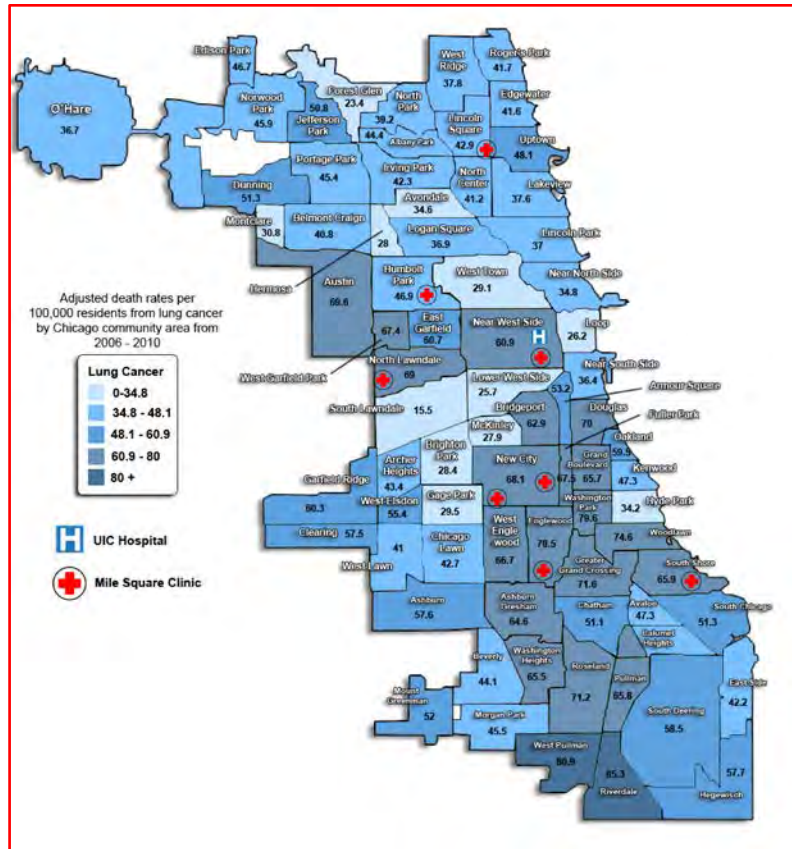 Edison Park
46.7
O'Hare
36.7
Norwood
Park
45.9
Jefferson
Park
50.8
Forest Glen
23.4
North
Park
39.2
West
Ridge
37.8
Roger's Park
41.7
Edgewater
41.6
Lincoln
Square
42.9
Albany Park
44.4
Uptown
48.1
Portage Park
45.4
Irving Park
42.3
North
Center
41.2
Lakeview
37.6
Dunning
51.3
Avondale
34.6
Montclare
30.8
Belmont Craign
40.8
28
Logan Square
36.9
Lincoln Park
37
Hermosa
Austin
69.6
Humbolt
Park
46.9
West Town
29.1
Near North Side
34.8
67.4
East
Garfield
60.7
Near West Side
60.9
Loop
26.2
West Garfield Park
North Lawndale
69
Near South Side
36.4
Lower West Side
25.7
53.2
Armour Square
South Lawndale
15.5
Bridgeport
62.9
Douglas
70
Fuller Park
McKinley
27.9
Oakland
59.5
Brighton
Park
28.4
New City
68.1
67.5
Grand
Boulevard
65.7
Kenwood
47.3
Archer
Heights
43.4
Garfield Ridge
60.3
West Elsdon
55.4
Gage Park
29.5
Washington
Park
79.6
Hyde Park
34.2
Clearing
57.5
West
Engle
wood
66.7
Englewood
Woodlawn
74.6
West Lawn
41
Chicago
Lawn
42.7
Greater
Grand Crossing
71.6
South Shore
65.9
Ashburn
57.6
Ashburn
Gresham
64.6
Chatham
51.1
Avalon
47.3
South Chicago
51.3
Calumet
Heights
Beverly
44.1
Washington
Heights
65.5
Roseland
71.2
Pullman
65.8
South Deering
58.5
East Side
42.2
Mount
52
Morgan Park
45.5
West Pullman
80.9
85.3
Riverdale
57.7
Hegewisch
Adjusted death rates per
100,000 residents from lung cancer
by Chicago community area from
2006 - 2010
Lung Cancer
0-34.8
34.8 - 48.1
48.1 - 60.9
60.9 - 80
80 +
H UIC Hospital
Mile Square Clinic
H